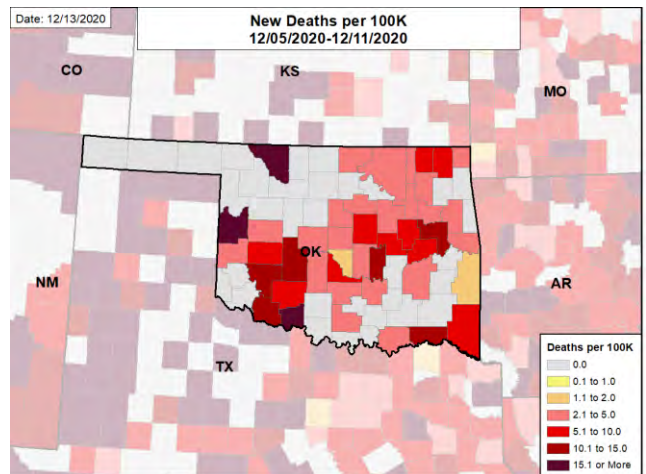 Date: 12/13/2020
New Deaths per 100K
12/05/2020-12/11/2020
CO
KS
MO
OK
NM
AR
TX
Deaths per 100K
0.0
0.1 to 1.0
1.1 to 2.0
2.1 to 5.0
5.1 to 10.0
10.1 to 15.0
15.1 or More